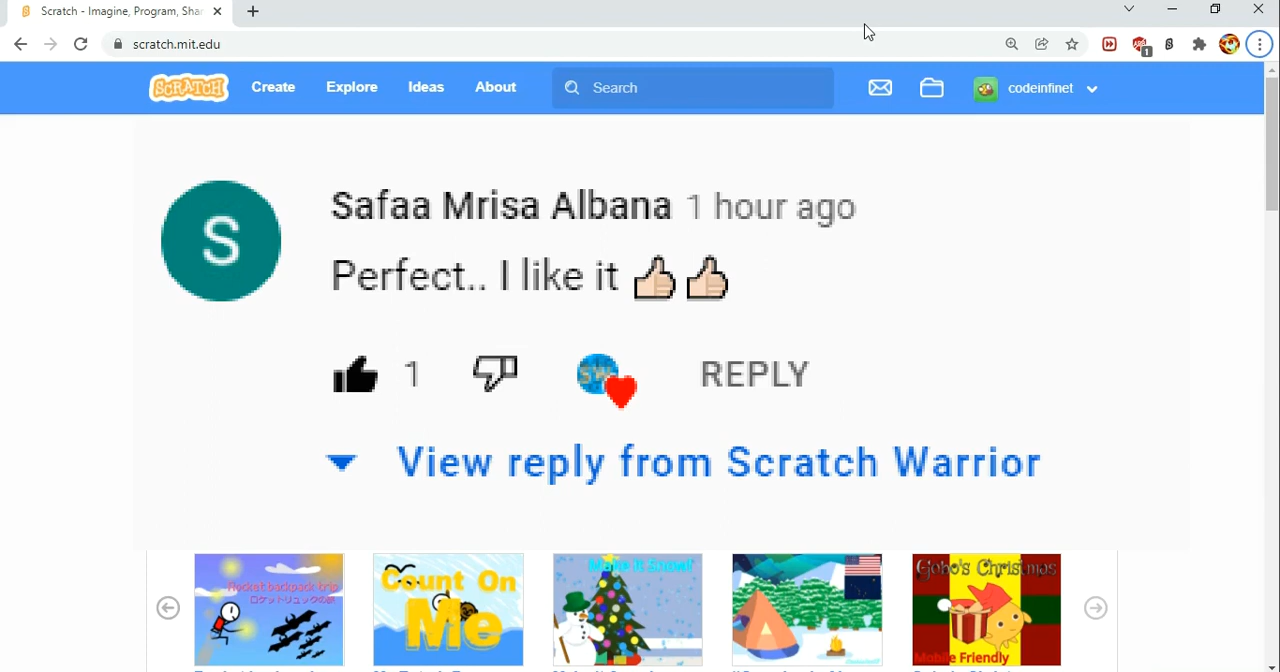 Scratch - Imagine, Program, Sha
scratch.mit.edu
1
SCRATCH
Create Explore Ideas About Search codeinfinet
S
Safaa Mrisa Albana 1 hour ago
Perfect.. I like it 👍🏻👍🏻
1 SW REPLY
View reply from Scratch Warrior
Rocket backpack trip
Count On
Me
Make It Snow!
Gobo's Christmas
Mobile Friendly